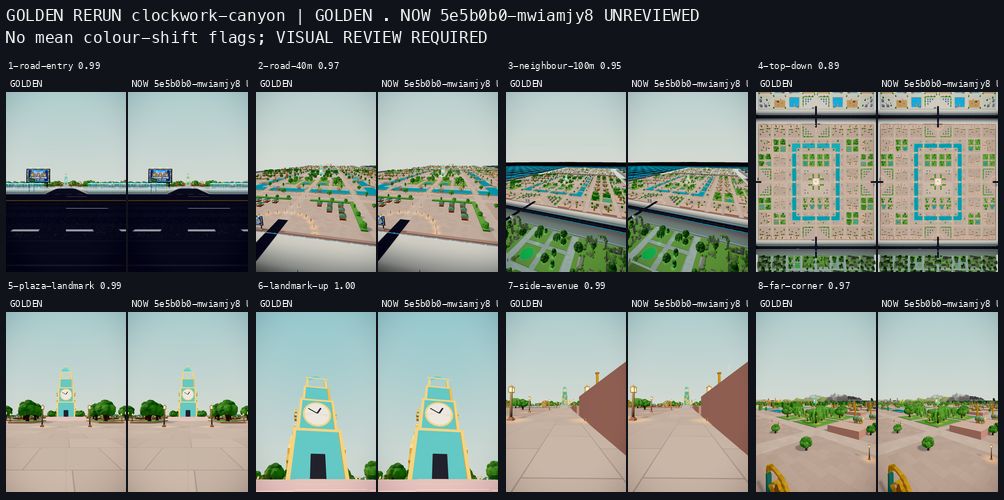 GOLDEN RERUN clockwork-canyon | GOLDEN . NOW 5e5b0b0-mwiamjy8 UNREVIEWED
No mean colour-shift flags; VISUAL REVIEW REQUIRED
1-road-entry 0.99
GOLDEN NOW 5e5b0b0-mwiamjy8 U
2-road-40m 0.97
GOLDEN NOW 5e5b0b0-mwiamjy8 U
3-neighbour-100m 0.95
GOLDEN NOW 5e5b0b0-mwiamjy8 U
4-top-down 0.89
GOLDEN NOW 5e5b0b0-mwiamjy8 U
5-plaza-landmark 0.99
GOLDEN NOW 5e5b0b0-mwiamjy8 U
6-landmark-up 1.00
GOLDEN NOW 5e5b0b0-mwiamjy8 U
7-side-avenue 0.99
GOLDEN NOW 5e5b0b0-mwiamjy8 U
8-far-corner 0.97
GOLDEN NOW 5e5b0b0-mwiamjy8 U